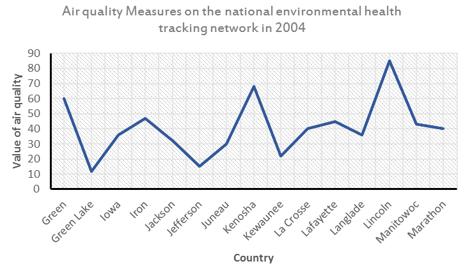 Air quality Measures on the national environmental health
tracking network in 2004
Value of air quality
90
80
70
60
50
40
30
20
10
0
Green
Green Lake
Iowa
Iron
Jackson
Jefferson
Juneau
Kenosha
Kewaunee
La Crosse
Lafayette
Langlade
Lincoln
Manitowoc
Marathon
Country